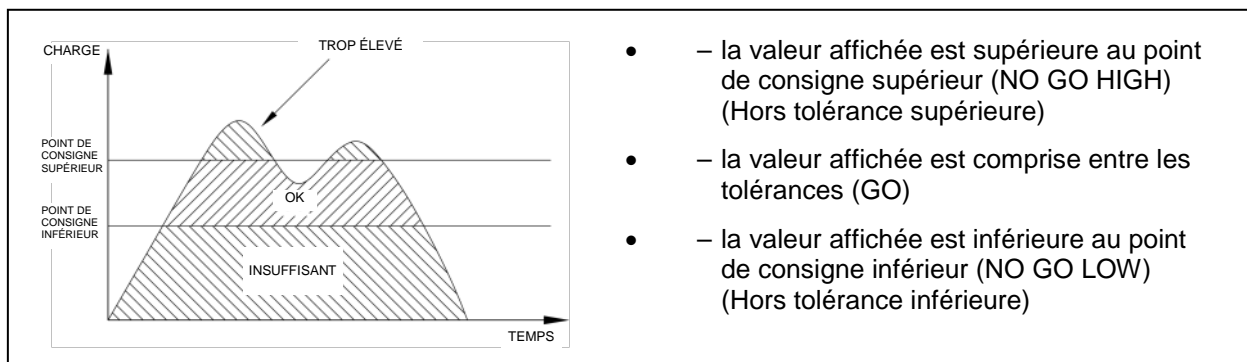 CHARGE
TROP ÉLEVÉ
POINT DE
CONSIGNE
SUPÉRIEUR
OK
POINT DE
CONSIGNE
INFÉRIEUR
INSUFFISANT
TEMPS
• – la valeur affichée est supérieure au point
de consigne supérieur (NO GO HIGH)
(Hors tolérance supérieure)
• – la valeur affichée est comprise entre les
tolérances (GO)
• – la valeur affichée est inférieure au point
de consigne inférieur (NO GO LOW)
(Hors tolérance inférieure)